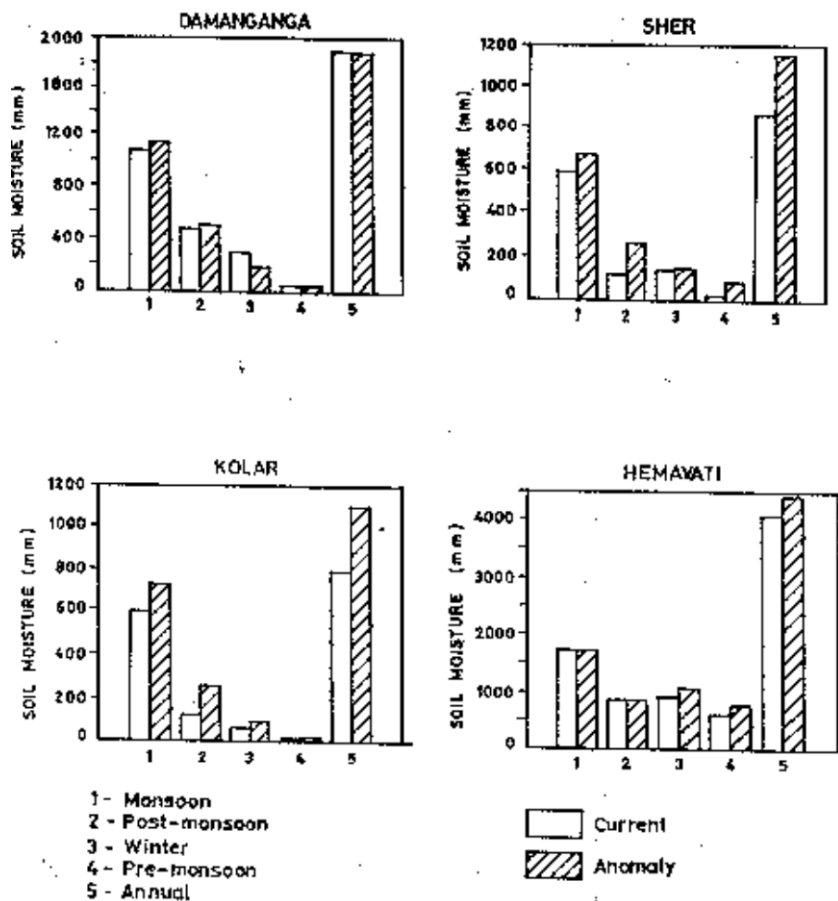 DAMANGANGA
SOIL MOISTURE (mm)
2000
1800
1200
800
400
0
1 2 3 4 5
SHER
SOIL MOISTURE (mm)
1200
1000
800
600
400
200
0
1 2 3 4 5
KOLAR
SOIL MOISTURE (mm)
1200
1000
800
600
400
200
0
1 2 3 4 5
HEMAVATI
SOIL MOISTURE (mm)
4000
3000
2000
1000
0
1 2 3 4 5
1 - Monsoon
2 - Post-monsoon
3 - Winter
4 - Pre-monsoon
5 - Annual
Current
Anomaly